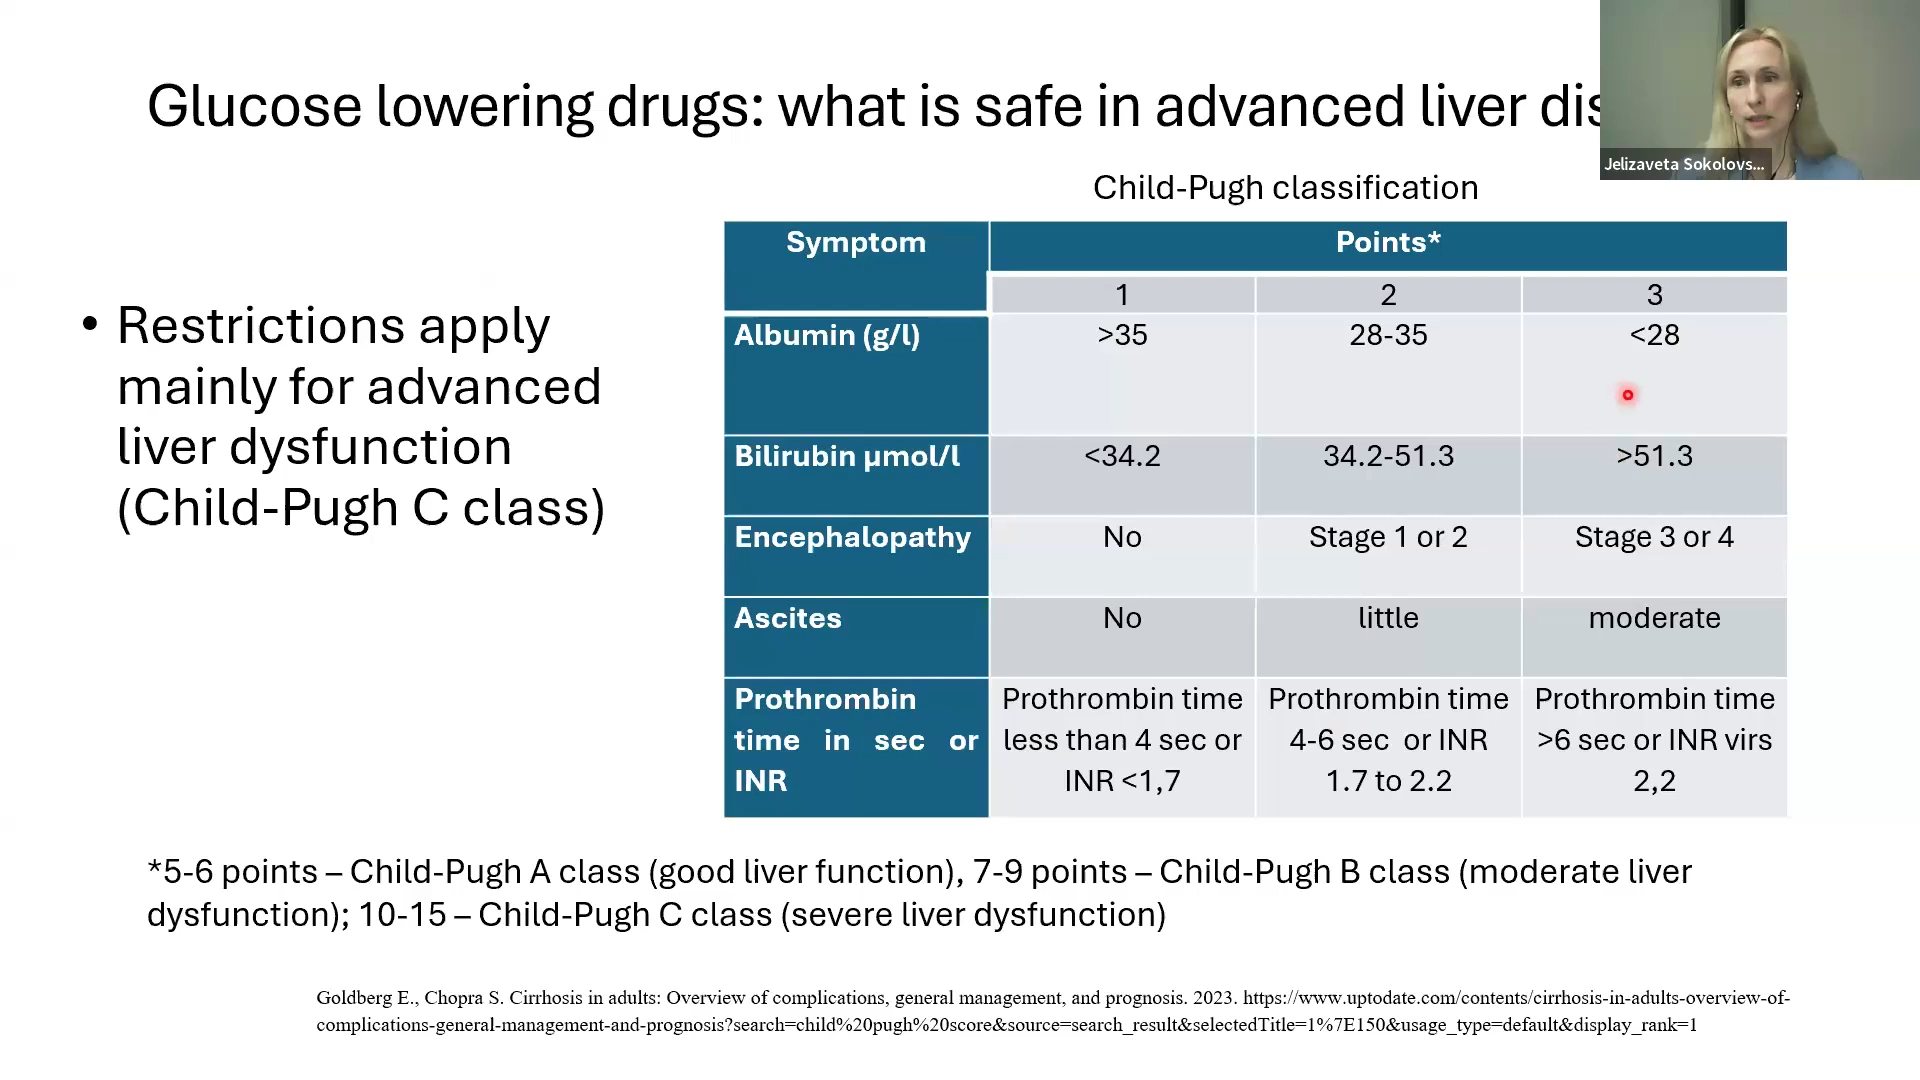 Glucose lowering drugs: what is safe in advanced liver dis
Jelizaveta Sokolovs...
Child-Pugh classification
• Restrictions apply
mainly for advanced
liver dysfunction
(Child-Pugh C class)
Symptom Points*
1 2 3
Albumin (g/l) >35 28-35 <28
Bilirubin μmol/l <34.2 34.2-51.3 >51.3
Encephalopathy No Stage 1 or 2 Stage 3 or 4
Ascites No little moderate
Prothrombin Prothrombin time Prothrombin time Prothrombin time
time in sec or less than 4 sec or 4-6 sec or INR >6 sec or INR virs
INR INR <1,7 1.7 to 2.2 2,2
*5-6 points – Child-Pugh A class (good liver function), 7-9 points – Child-Pugh B class (moderate liver
dysfunction); 10-15 – Child-Pugh C class (severe liver dysfunction)
Goldberg E., Chopra S. Cirrhosis in adults: Overview of complications, general management, and prognosis. 2023. https://www.uptodate.com/contents/cirrhosis-in-adults-overview-of-
complications-general-management-and-prognosis?search=child%20pugh%20score&source=search_result&selectedTitle=1%7E150&usage_type=default&display_rank=1